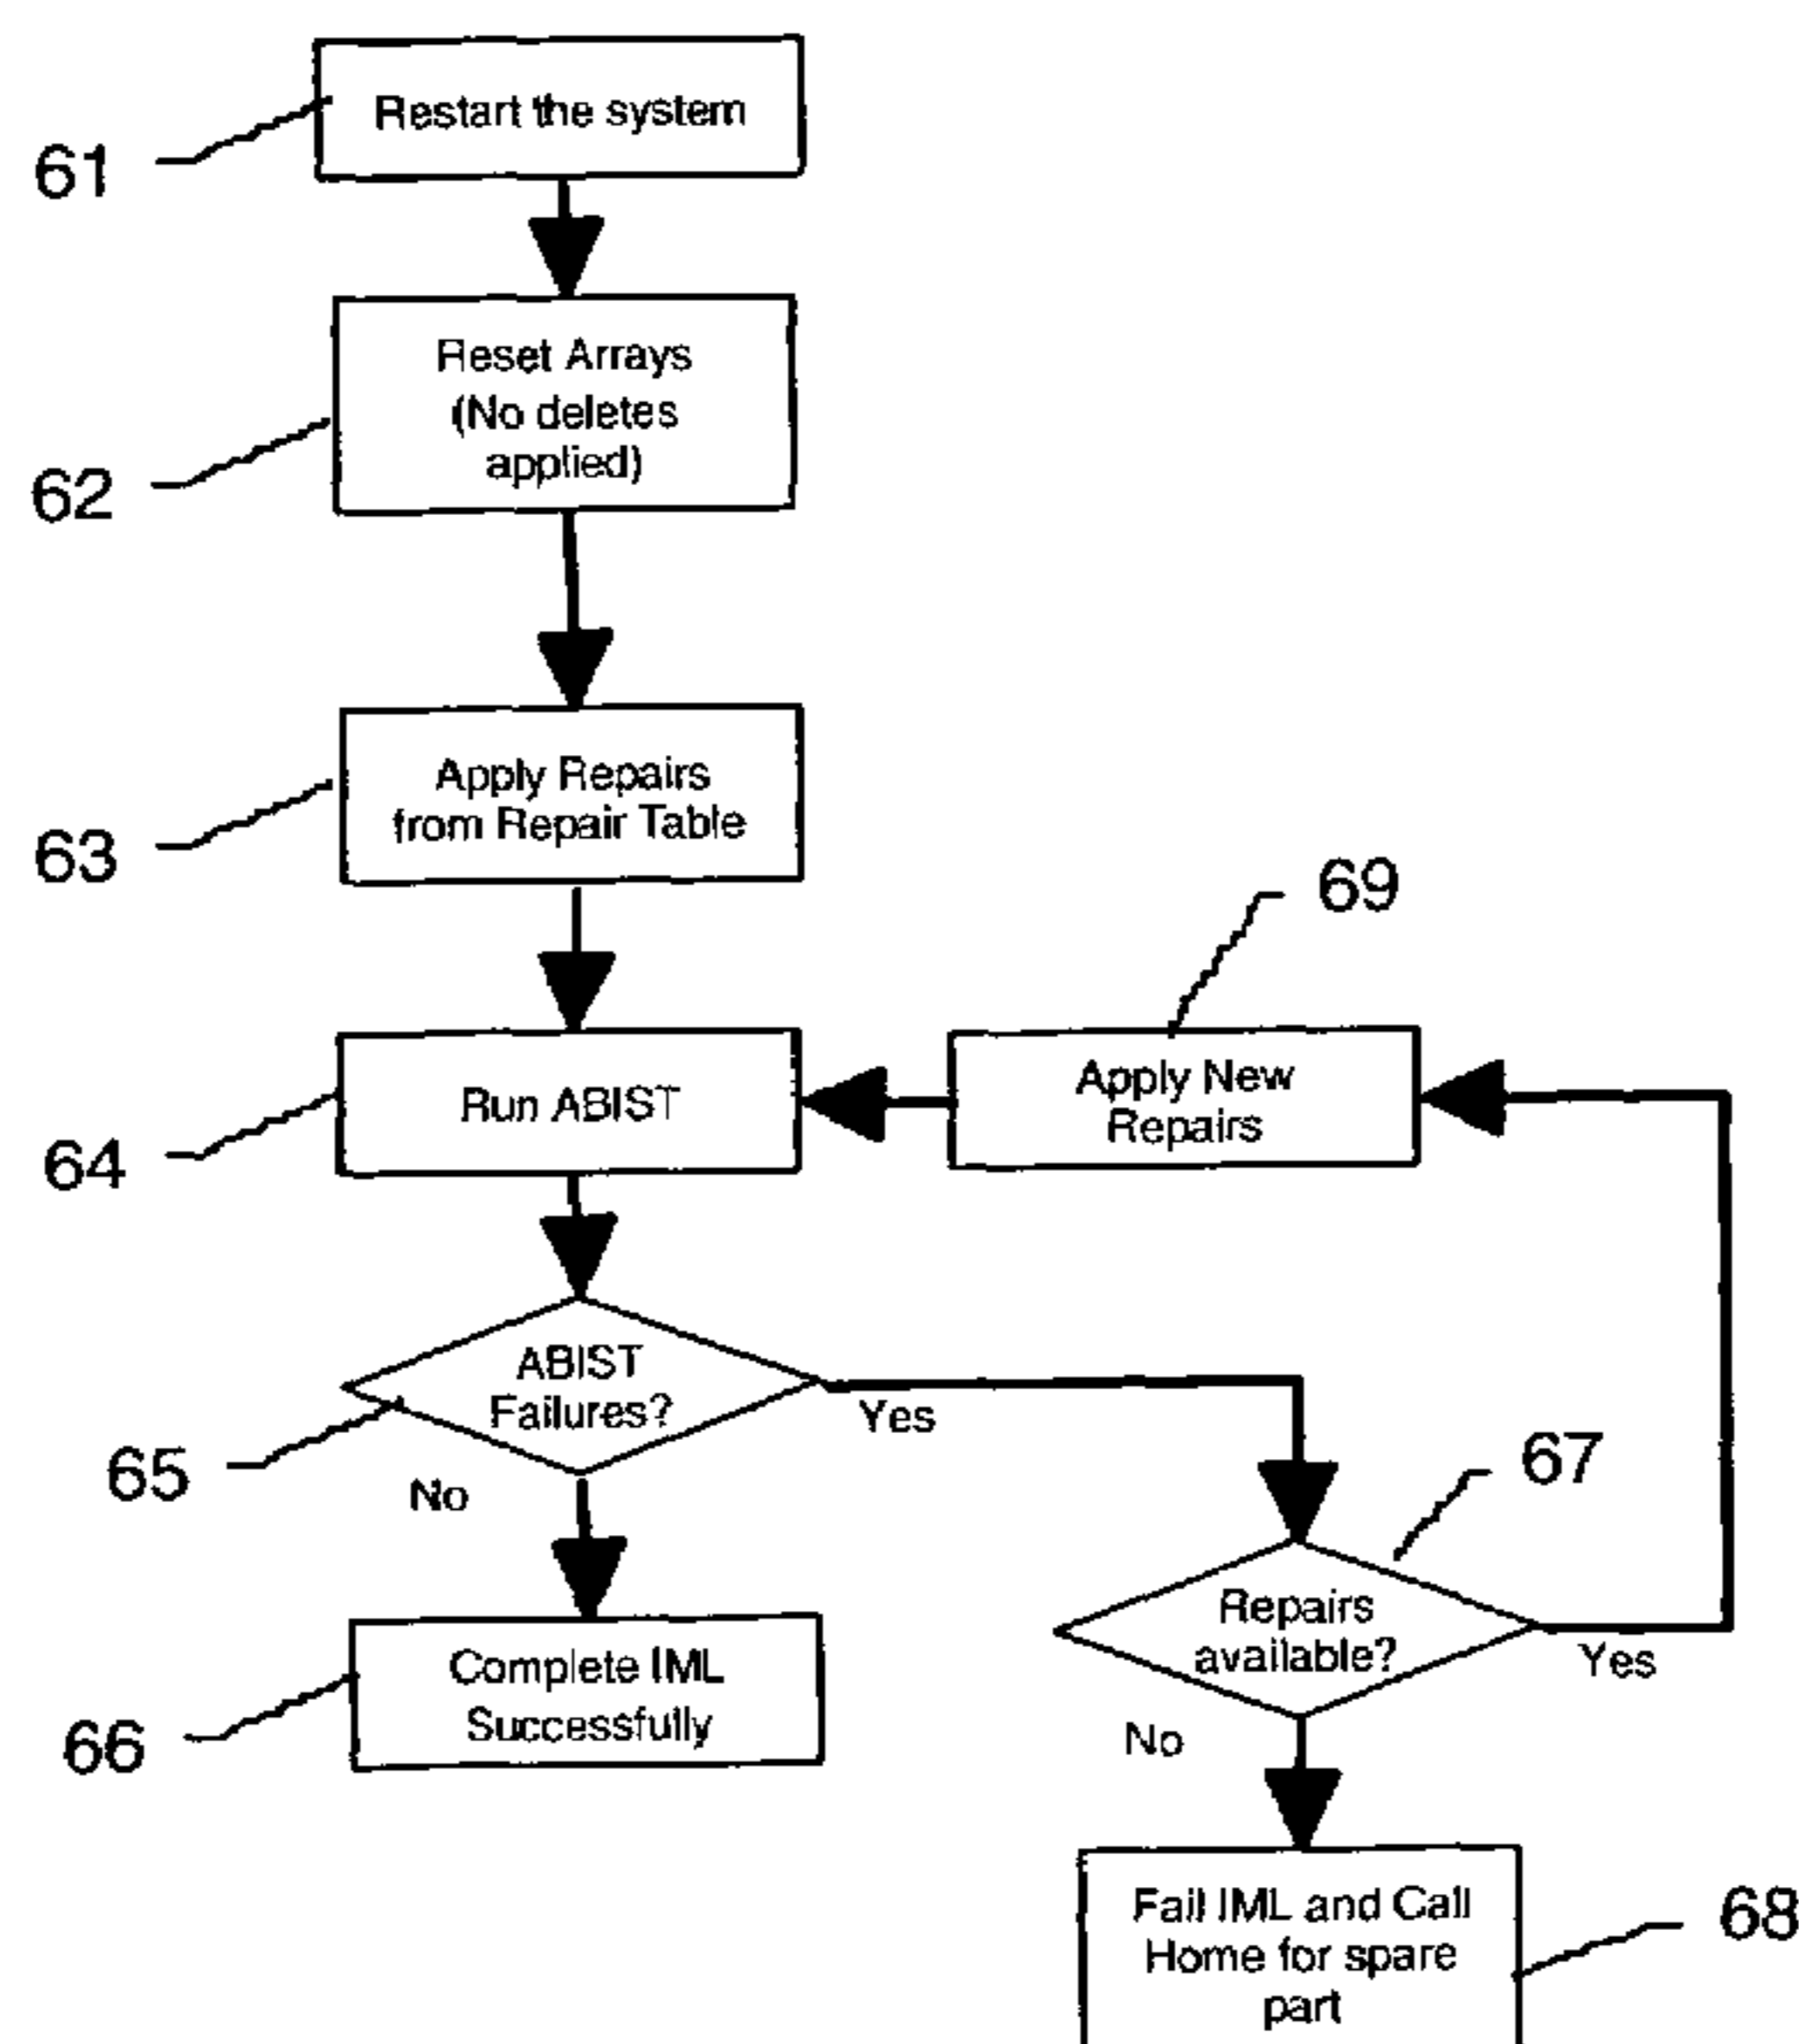 61
Restart the system
62
Reset Arrays
(No deletes
applied)
63
Apply Repairs
from Repair Table
69
64
Run ABIST
Apply New
Repairs
65
ABIST
Failures?
Yes
No
67
Repairs
available?
Yes
No
66
Complete IML
Successfully
68
Fail IML and Call
Home for spare
part